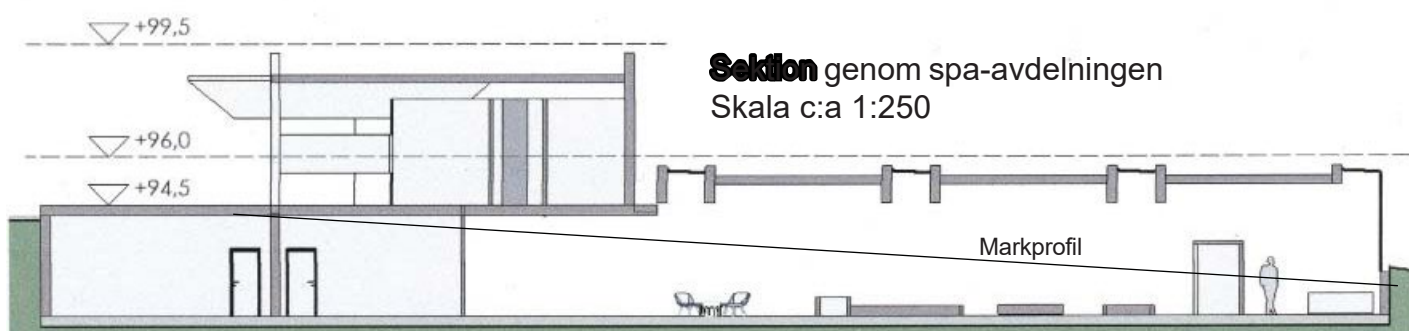 +99,5
Sektion genom spa-avdelningen
Skala c:a 1:250
+96,0
+94,5
Markprofil